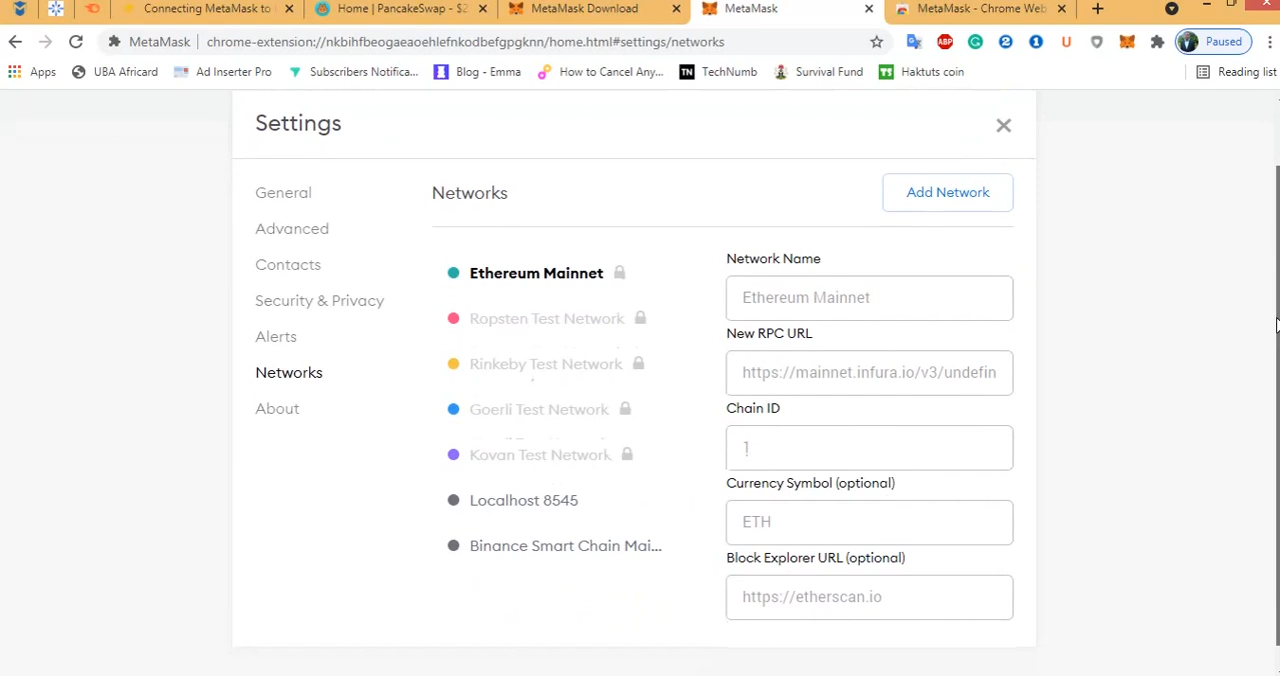 Connecting MetaMask to
Home | PancakeSwap - $2
MetaMask Download
MetaMask
MetaMask - Chrome Web
MetaMask
nkbihfbeogaeaoehlefnkodbefgpgknn/home.html#settings/networks
Paused
Apps
UBA Africard
Ad Inserter Pro
Subscribers Notifica...
Blog - Emma
How to Cancel Any...
TN TechNumb
Survival Fund
Haktuts coin
Reading list
Settings
General
Advanced
Contacts
Security & Privacy
Alerts
Networks
About
Networks
Add Network
Ethereum Mainnet
Ropsten Test Network
Rinkeby Test Network
Goerli Test Network
Kovan Test Network
Localhost 8545
Binance Smart Chain Mai...
Network Name
Ethereum Mainnet
New RPC URL
https://mainnet.infura.io/v3/undefin
Chain ID
1
Currency Symbol (optional)
ETH
Block Explorer URL (optional)
https://etherscan.io